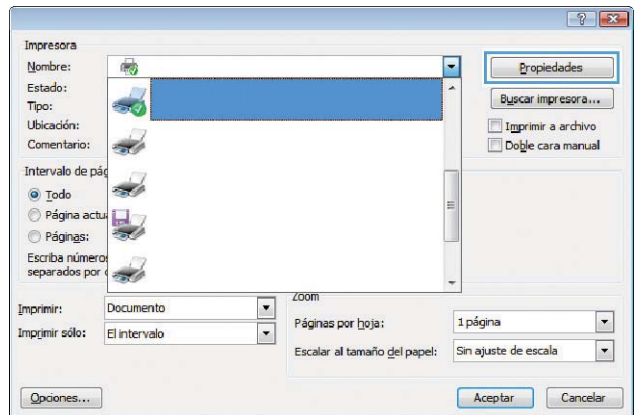 Impresora
Nombre:
Propiedades
Estado:
Tipo:
Buscar impresora...
Ubicación:
Imprimir a archivo
Comentario:
Doble cara manual
Intervalo de pág
Todo
Página actu
Páginas:
Escriba números
separados por c
Imprimir: Documento
Zoom
Imprimir sólo: El intervalo
Páginas por hoja: 1 página
Escalar al tamaño del papel: Sin ajuste de escala
Opciones...
Aceptar
Cancelar